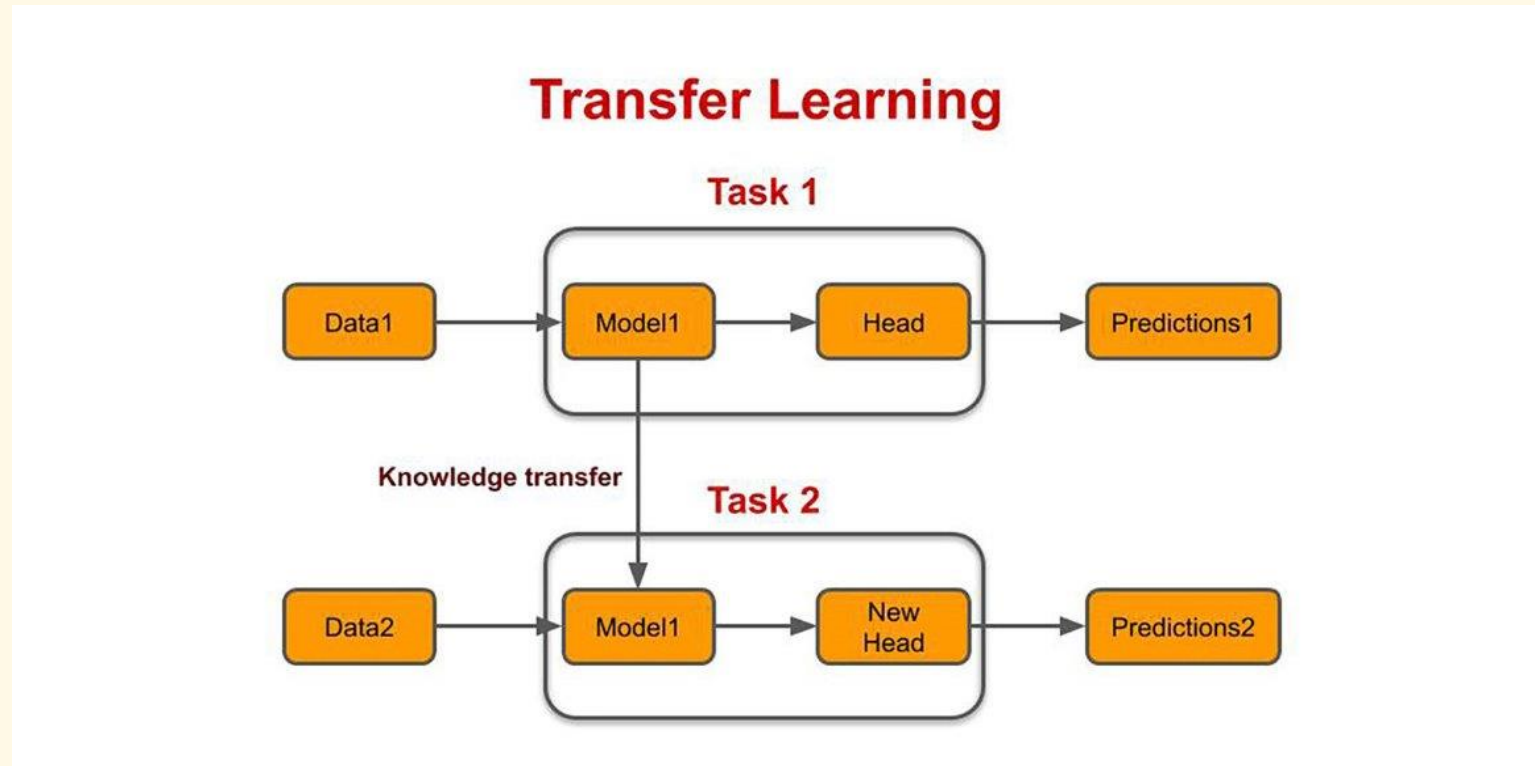 Transfer Learning
Task 1
Data1
Model1
Head
Predictions1
Knowledge transfer
Task 2
Data2
Model1
New
Head
Predictions2